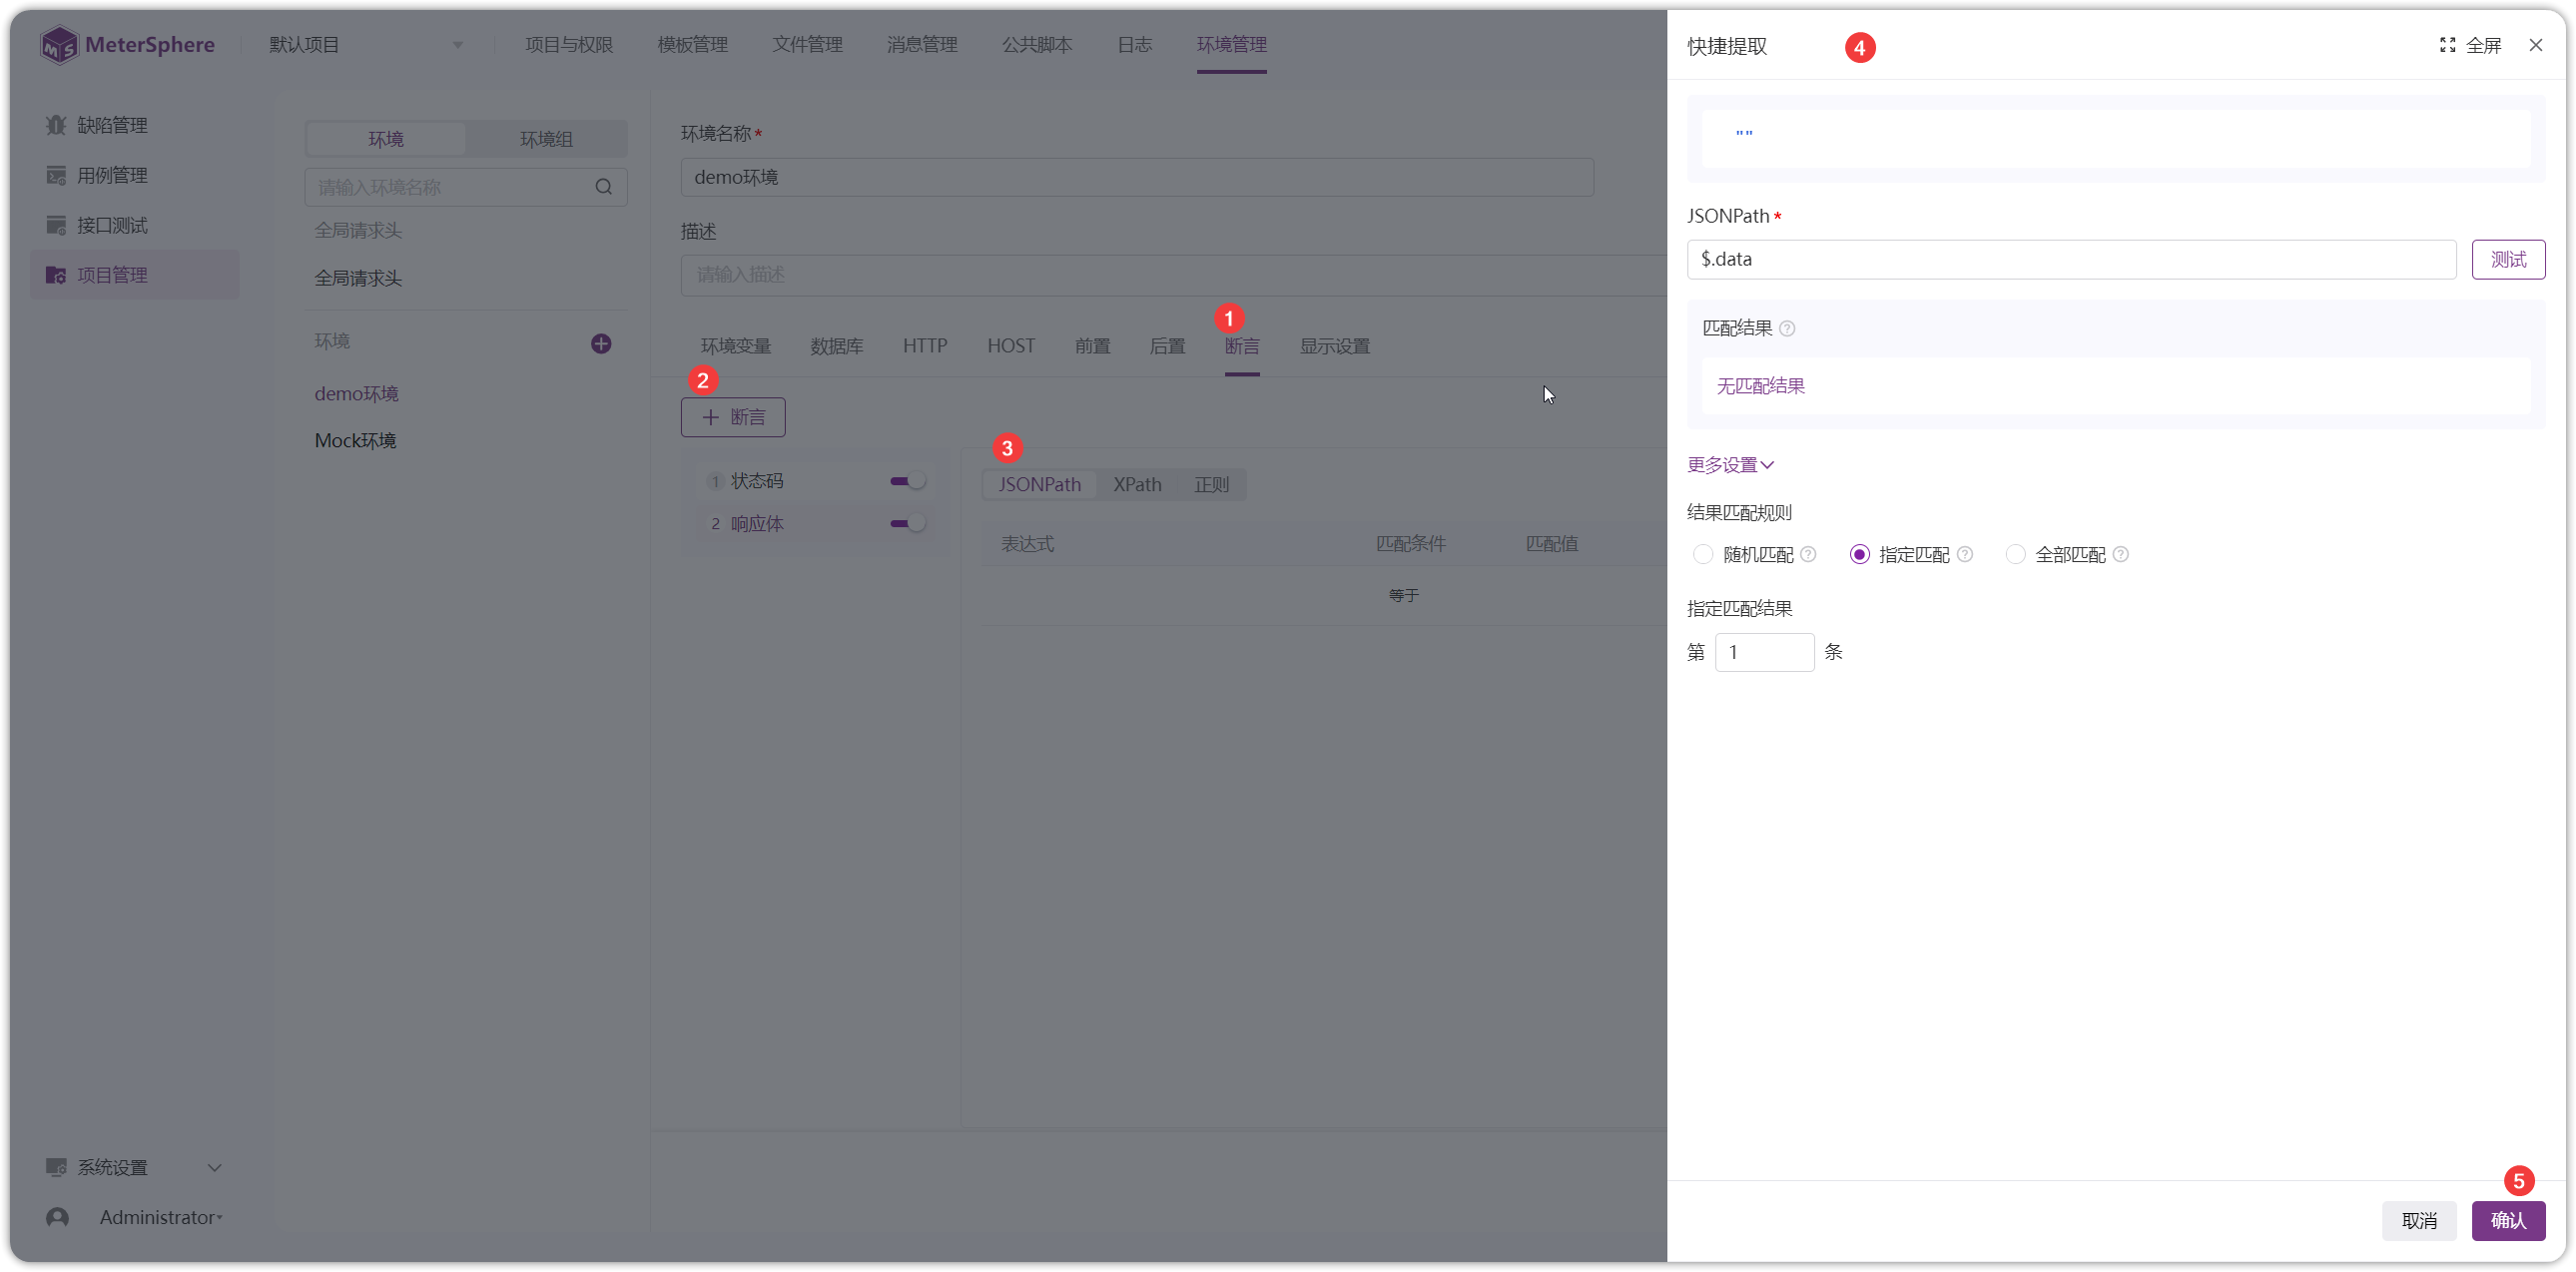 MeterSphere
默认项目
项目与权限
模板管理
文件管理
消息管理
公共脚本
日志
环境管理
缺陷管理
用例管理
接口测试
项目管理
系统设置
Administrator
环境
环境组
请输入环境名称
全局请求头
全局请求头
环境
demo环境
Mock环境
环境名称*
demo环境
描述
请输入描述
1
环境变量
数据库
HTTP
HOST
前置
后置
断言
显示设置
2
断言
1 状态码
2 响应体
3
JSONPath
XPath
正则
表达式
匹配条件
匹配值
等于
快捷提取
4
全屏
""
JSONPath*
$.data
测试
匹配结果
无匹配结果
更多设置
结果匹配规则
随机匹配
指定匹配
全部匹配
指定匹配结果
第 1 条
5
取消
确认